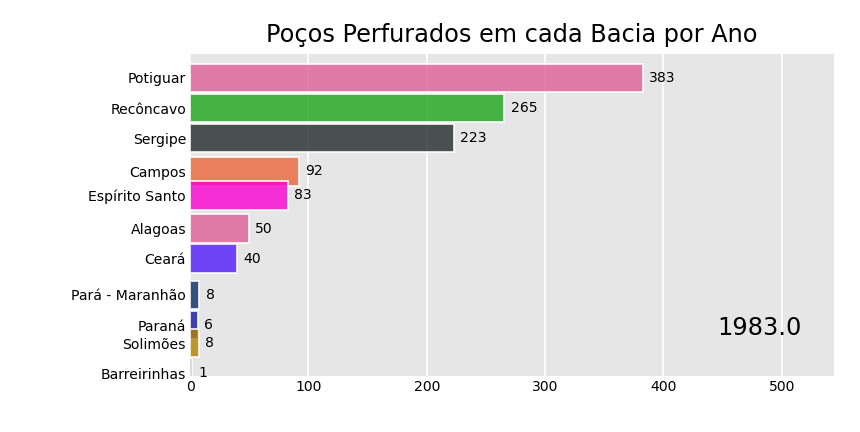 Poços Perfurados em cada Bacia por Ano
Potiguar 383
Recôncavo 265
Sergipe 223
Campos 92
Espírito Santo 83
Alagoas 50
Ceará 40
Pará - Maranhão 8
Paraná 6
1983.0
Solimões 8
Barreirinhas 1
0 100 200 300 400 500